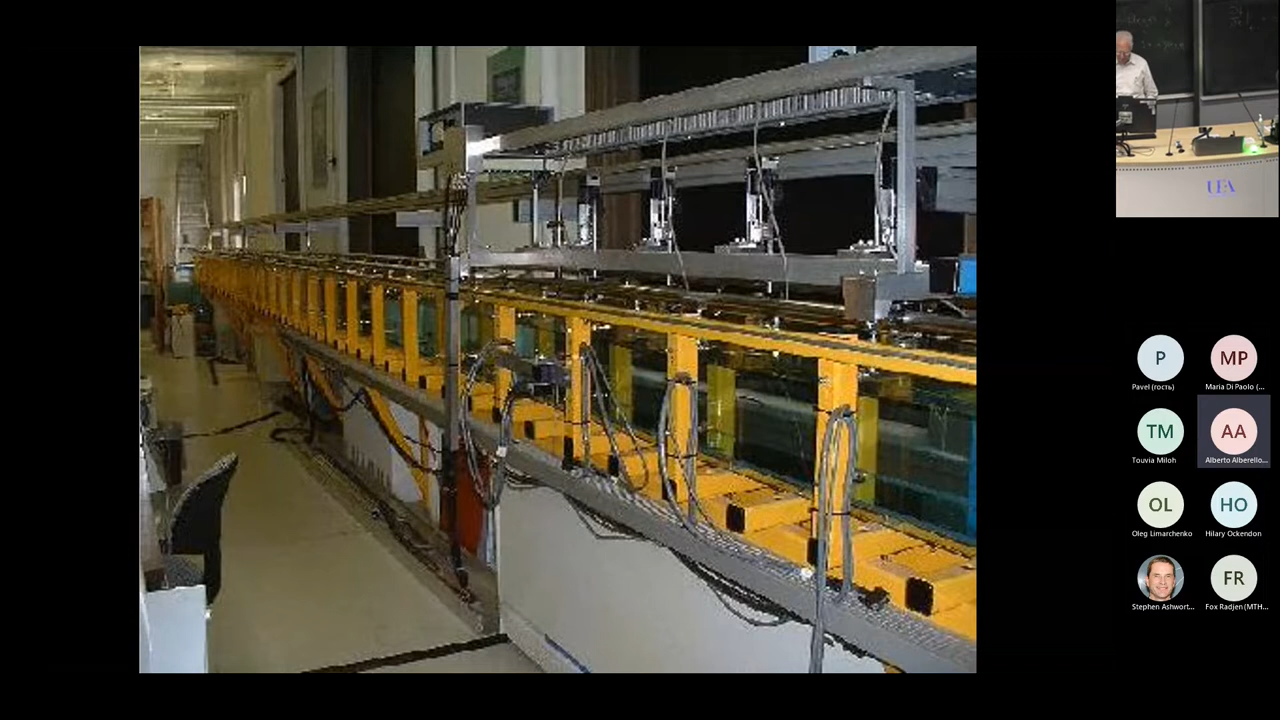 UEA
P
MP
Pavel (гость)
Maria Di Paolo (...
TM
AA
Touvia Miloh
Alberto Alberello...
OL
HO
Oleg Limarchenko
Hilary Ockendon
FR
Stephen Ashwort...
Fox Radjen (MTH...